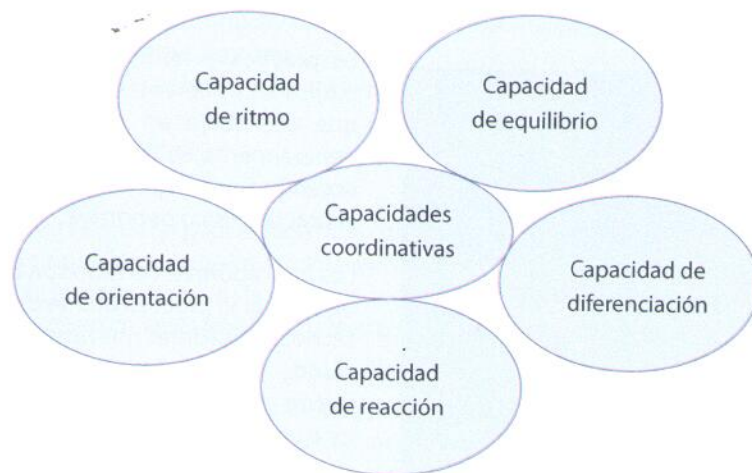 Capacidad
de ritmo
Capacidad
de equilibrio
Capacidades
coordinativas
Capacidad
de orientación
Capacidad de
diferenciación
Capacidad
de reacción